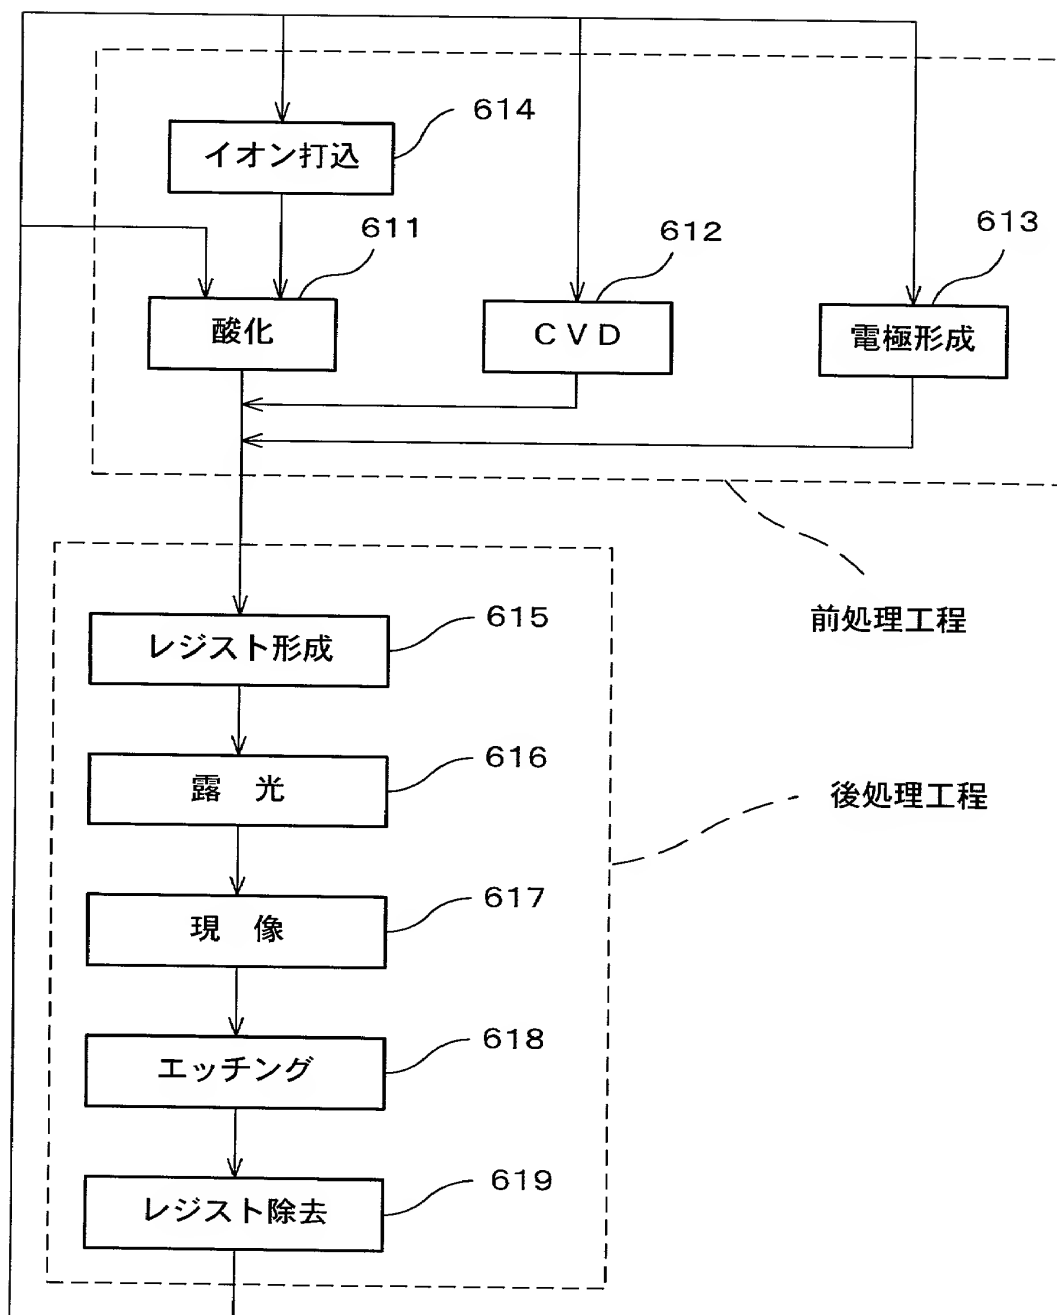 614
イオン打込
611
612
613
酸化
CVD
電極形成
前処理工程
615
レジスト形成
616
露 光
後処理工程
617
現 像
618
エッチング
619
レジスト除去